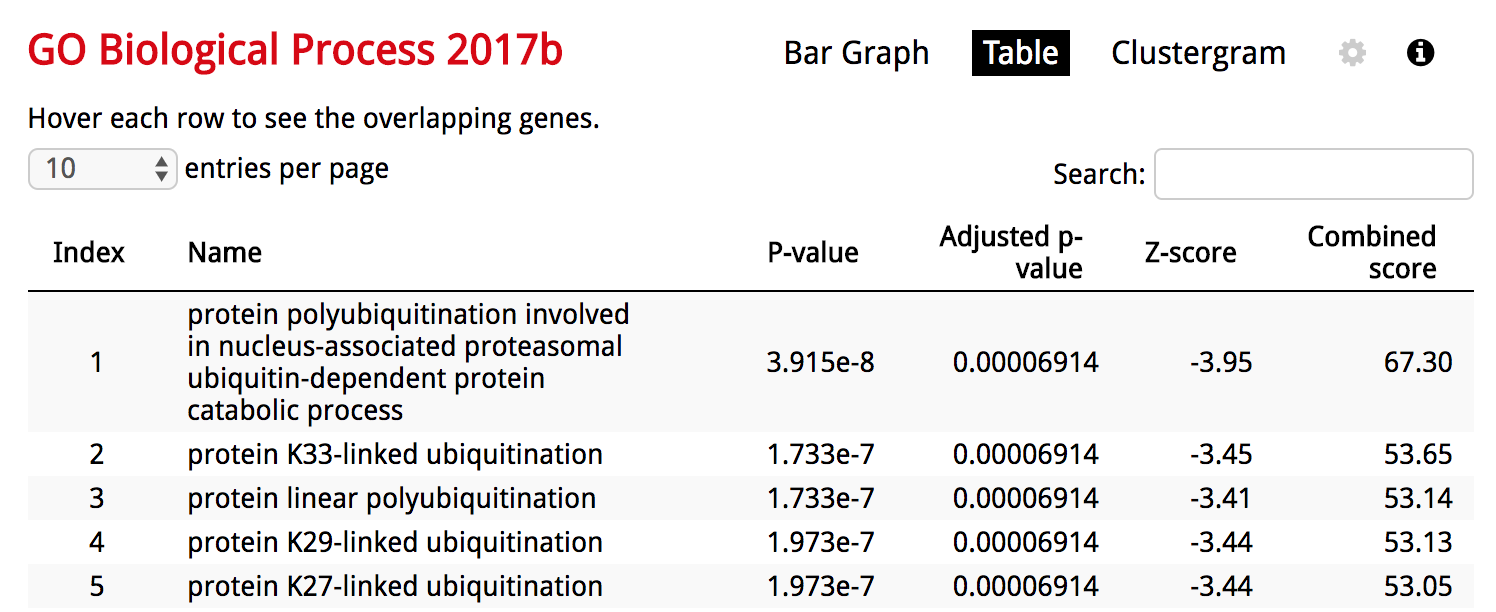 GO Biological Process 2017b
Bar Graph Table Clustergram
Hover each row to see the overlapping genes.
10 entries per page
Search:
Index Name P-value Adjusted p-value Z-score Combined score
1 protein polyubiquitination involved in nucleus-associated proteasomal ubiquitin-dependent protein catabolic process 3.915e-8 0.00006914 -3.95 67.30
2 protein K33-linked ubiquitination 1.733e-7 0.00006914 -3.45 53.65
3 protein linear polyubiquitination 1.733e-7 0.00006914 -3.41 53.14
4 protein K29-linked ubiquitination 1.973e-7 0.00006914 -3.44 53.13
5 protein K27-linked ubiquitination 1.973e-7 0.00006914 -3.44 53.05